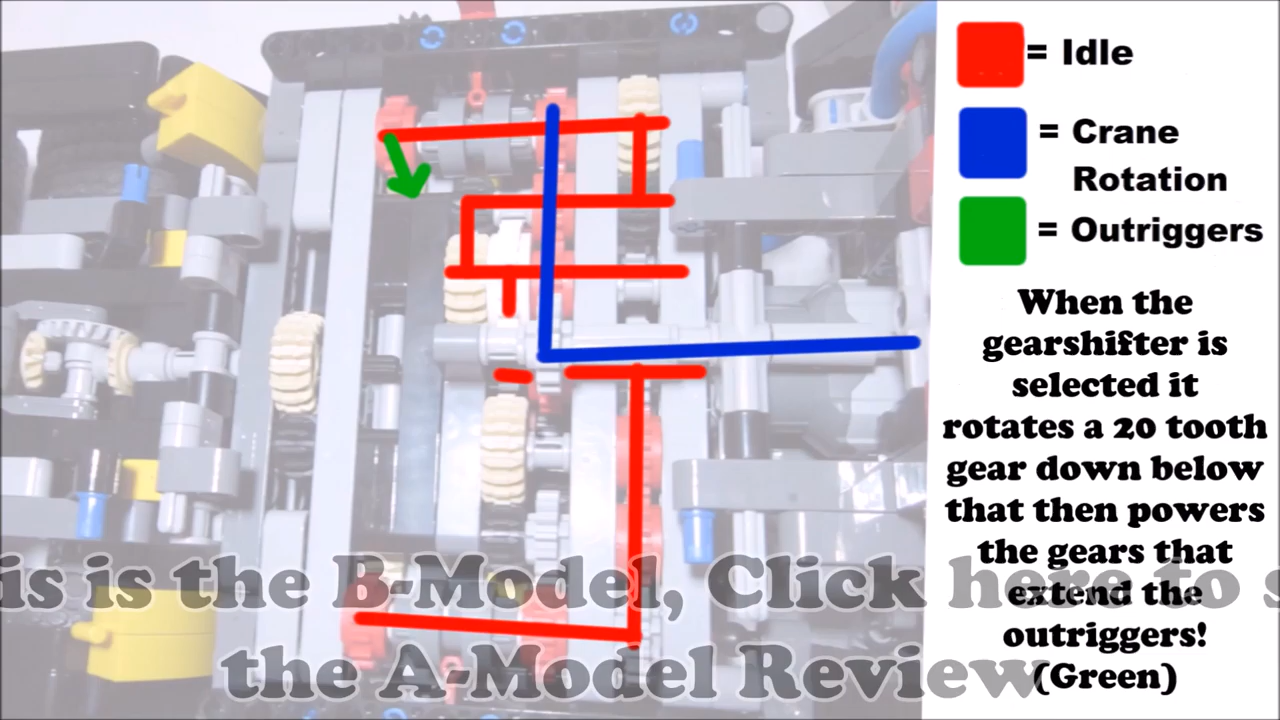 = Idle
= Crane
Rotation
= Outriggers
When the
gearshifter is
selected it
rotates a 20 tooth
gear down below
that then powers
the gears that
extend the
outriggers!
(Green)
is is the B-Model, Click here to s
the A-Model Review